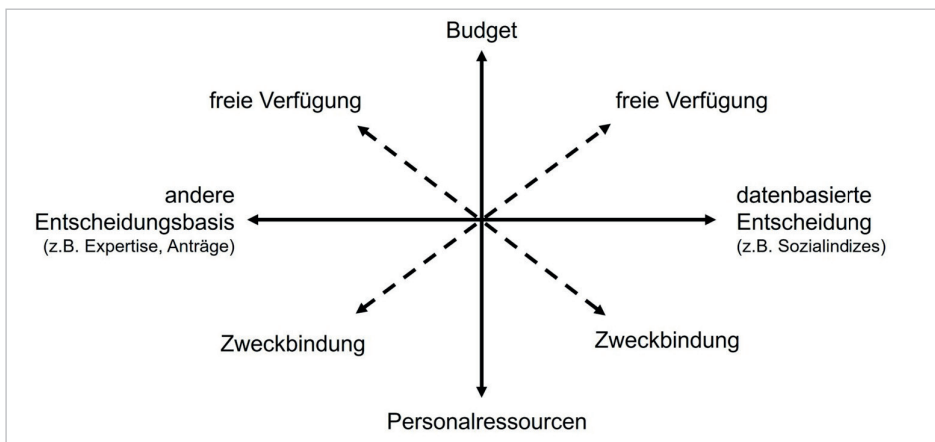 Budget
freie Verfügung
freie Verfügung
andere
Entscheidungsbasis
(z.B. Expertise, Anträge)
datenbasierte
Entscheidung
(z.B. Sozialindizes)
Zweckbindung
Zweckbindung
Personalressourcen